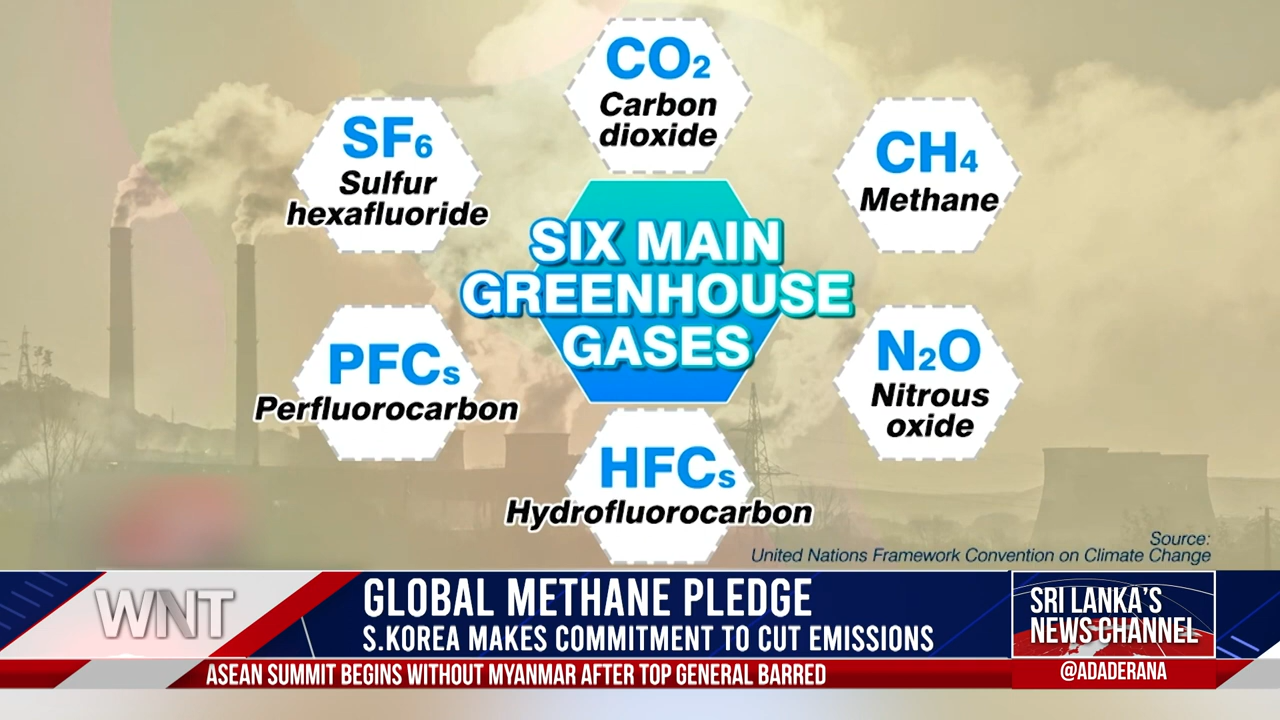 CO₂
Carbon
dioxide
SF₆
Sulfur
hexafluoride
CH₄
Methane
SIX MAIN
GREENHOUSE
GASES
PFCs
Perfluorocarbon
N₂O
Nitrous
oxide
HFCs
Hydrofluorocarbon
Source:
United Nations Framework Convention on Climate Change
WNT
GLOBAL METHANE PLEDGE
S.KOREA MAKES COMMITMENT TO CUT EMISSIONS
SRI LANKA'S
NEWS CHANNEL
@ADADERANA
ASEAN SUMMIT BEGINS WITHOUT MYANMAR AFTER TOP GENERAL BARRED